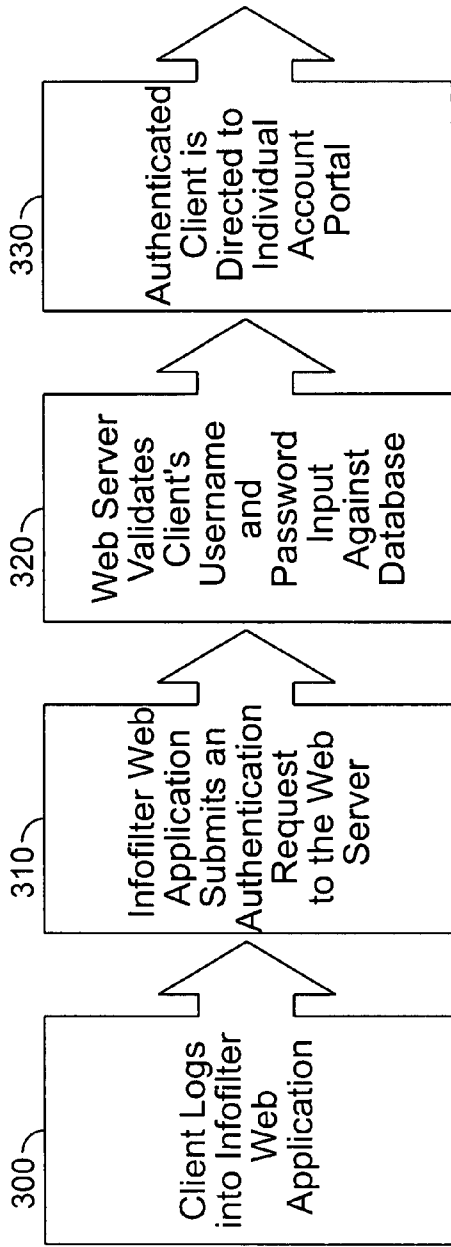 300
Client Logs
into Infofilter
Web
Application
310
Infofilter Web
Application
Submits an
Authentication
Request
to the Web
Server
320
Web Server
Validates
Client's
Username
and
Password
Input
Against
Database
330
Authenticated
Client is
Directed to
Individual
Account
Portal